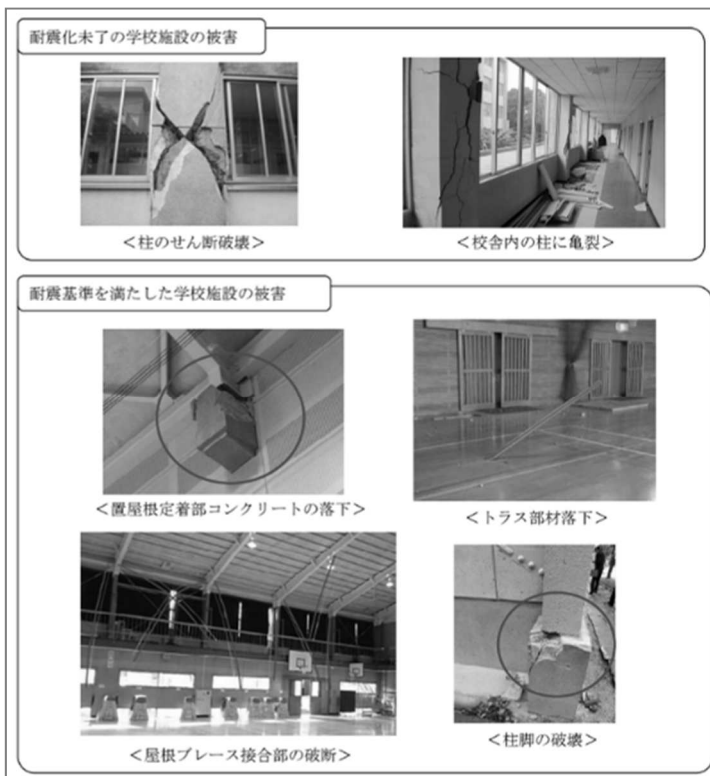 耐震化未了の学校施設の被害
＜柱のせん断破壊＞
＜校舎内の柱に亀裂＞
耐震基準を満たした学校施設の被害
＜置屋根定着部コンクリートの落下＞
＜トラス部材落下＞
＜屋根ブレース接合部の破断＞
＜柱脚の破壊＞